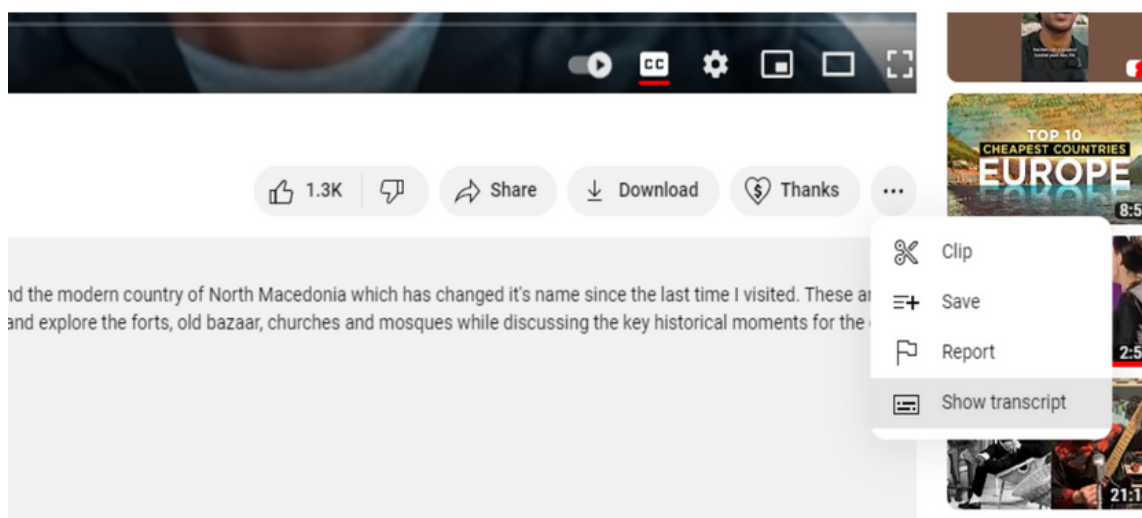 CC
TOP 10
CHEAPEST COUNTRIES
EUROPE
1.3K
Share
Download
$
Thanks
Clip
Save
Report
Show transcript
nd the modern country of North Macedonia which has changed it's name since the last time I visited. These
and explore the forts, old bazaar, churches and mosques while discussing the key historical moments for the